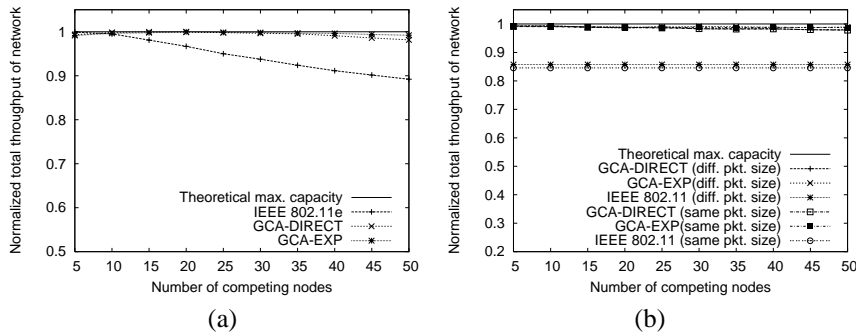 Normalized total throughput of network
1
0.9
1
0.7
0.6
0.5
5 10 15 20 25 30 35 40 45 50
Number of competing nodes
Theoretical max. capacity
IEEE 802.11e
GCA-DIRECT
GCA-EXP
(a)
Normalized total throughput of network
1
0.9
0.8
0.7
0.6
0.5
0.4
0.3
0.2
5 10 15 20 25 30 35 40 45 50
Number of competing nodes
Theoretical max. capacity
GCA-DIRECT (diff. pkt. size)
GCA-EXP(diff. pkt. size)
IEEE 802.11 (diff. pkt. size)
GCA-DIRECT (same pkt. size)
GCA-EXP(same pkt. size)
IEEE 802.11 (same pkt. size)
(b)